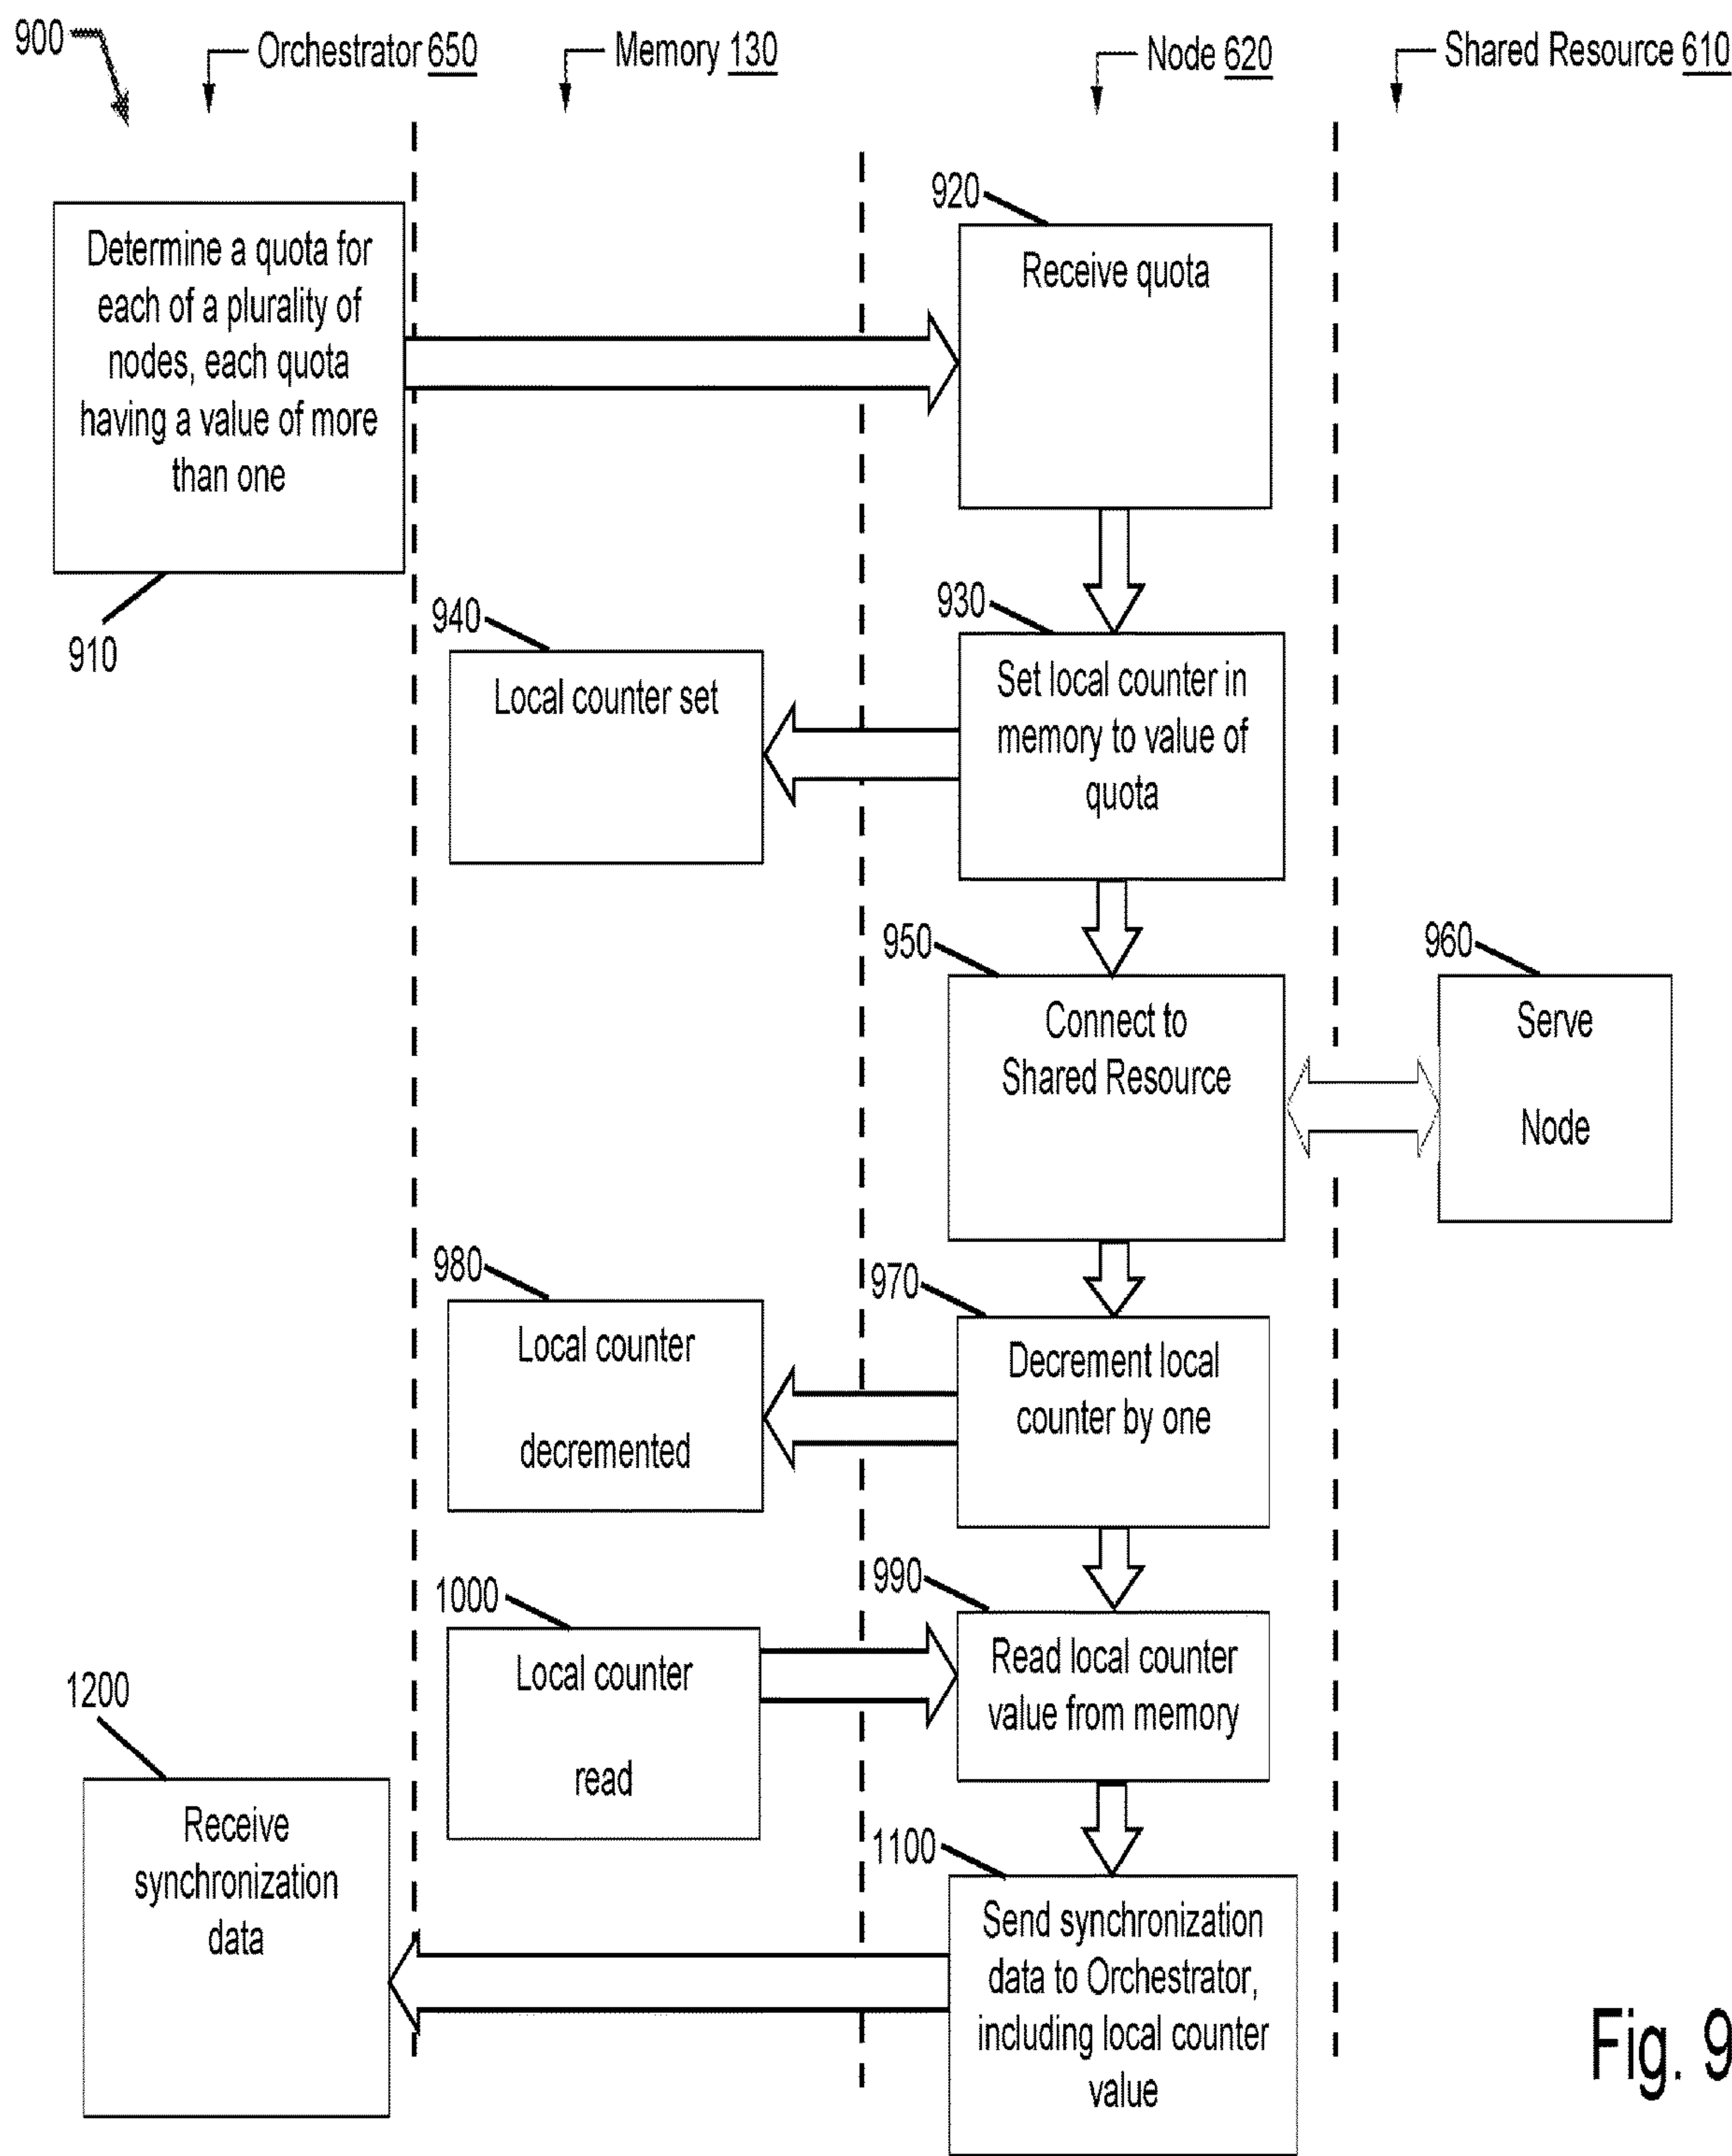 900
Orchestrator 650
Memory 130
Node 620
Shared Resource 610
Determine a quota for
each of a plurality of
nodes, each quota
having a value of more
than one
910
920
Receive quota
930
Set local counter in
memory to value of
quota
940
Local counter set
950
Connect to
Shared Resource
960
Serve
Node
970
Decrement local
counter by one
980
Local counter
decremented
990
Read local counter
value from memory
1000
Local counter
read
1100
Send synchronization
data to Orchestrator,
including local counter
value
1200
Receive
synchronization
data
Fig. 9